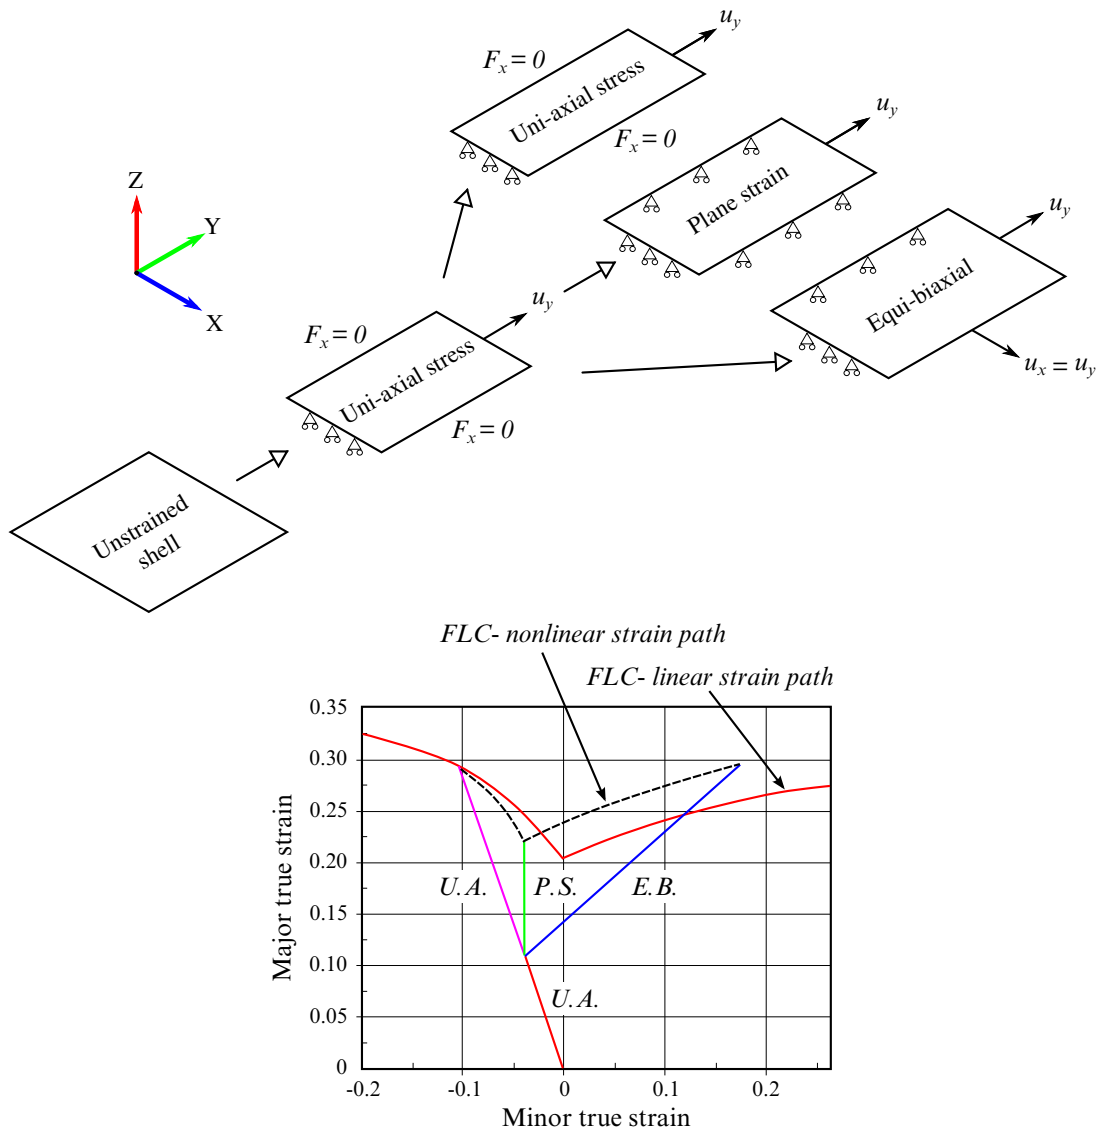 u_y
F_x = 0
Uni-axial stress
F_x = 0
u_y
Plane strain
Z
Y
X
u_y
Equi-biaxial
u_x = u_y
u_y
F_x = 0
Uni-axial stress
F_x = 0
Unstrained
shell
FLC- nonlinear strain path
FLC- linear strain path
0.35
0.30
0.25
0.20
0.15
0.10
0.05
0
Major true strain
U.A.
P.S.
E.B.
U.A.
-0.2
-0.1
0
0.1
0.2
Minor true strain